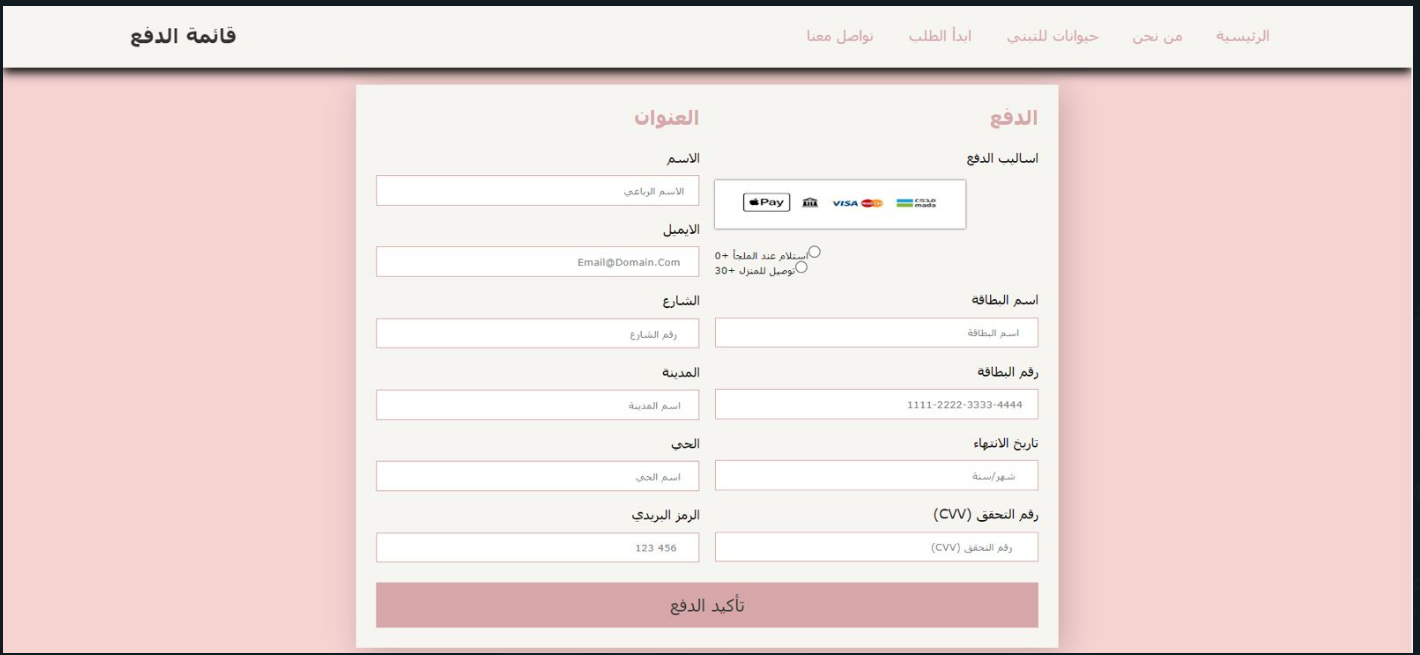 الرئيسية من نحن حيوانات للتبني ابدأ الطلب تواصل معنا
قائمة الدفع
الدفع
اساليب الدفع
مدى mada VISA Pay
استلام عند الملجأ +0
توصيل للمنزل +30
اسم البطاقة
اسم البطاقة
رقم البطاقة
1111-2222-3333-4444
تاريخ الانتهاء
شهر/سنة
رقم التحقق (CVV)
رقم التحقق (CVV)
العنوان
الاسم
الاسم الرباعي
الايميل
Email@Domain.Com
الشارع
رقم الشارع
المدينة
اسم المدينة
الحي
اسم الحي
الرمز البريدي
123 456
تأكيد الدفع